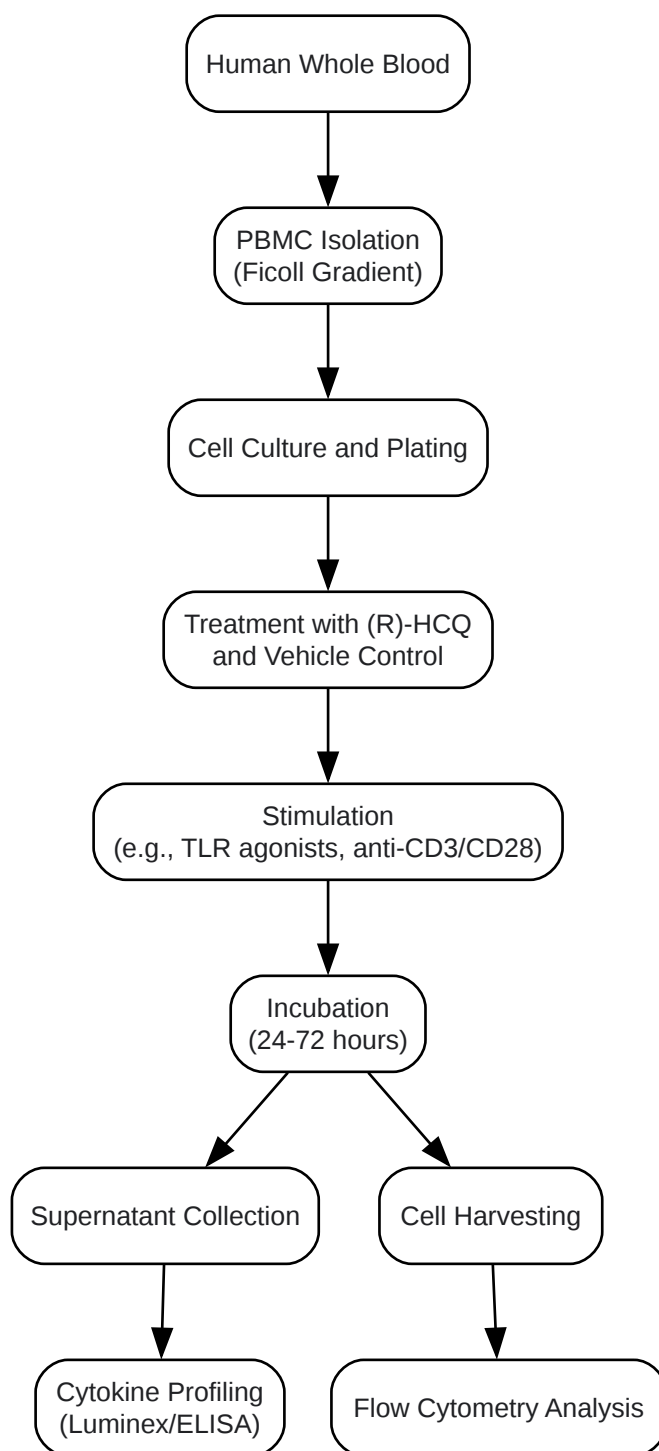 Human Whole Blood
PBMC Isolation
(Ficoll Gradient)
Cell Culture and Plating
Treatment with (R)-HCQ
and Vehicle Control
Stimulation
(e.g., TLR agonists, anti-CD3/CD28)
Incubation
(24-72 hours)
Supernatant Collection
Cell Harvesting
Cytokine Profiling
(Luminex/ELISA)
Flow Cytometry Analysis